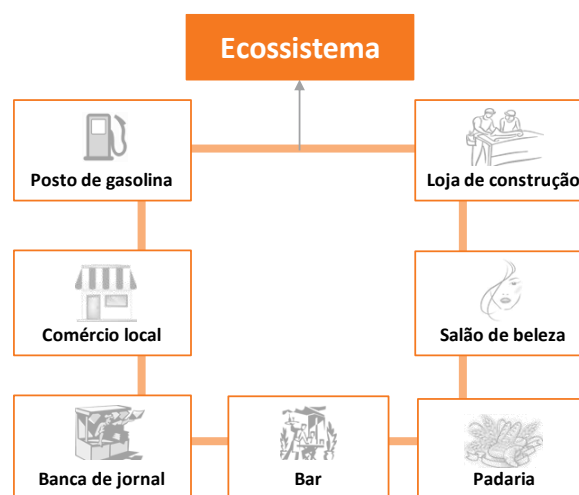 Ecossistema
Posto de gasolina
Loja de construção
Comércio local
Salão de beleza
Banca de jornal
Bar
Padaria